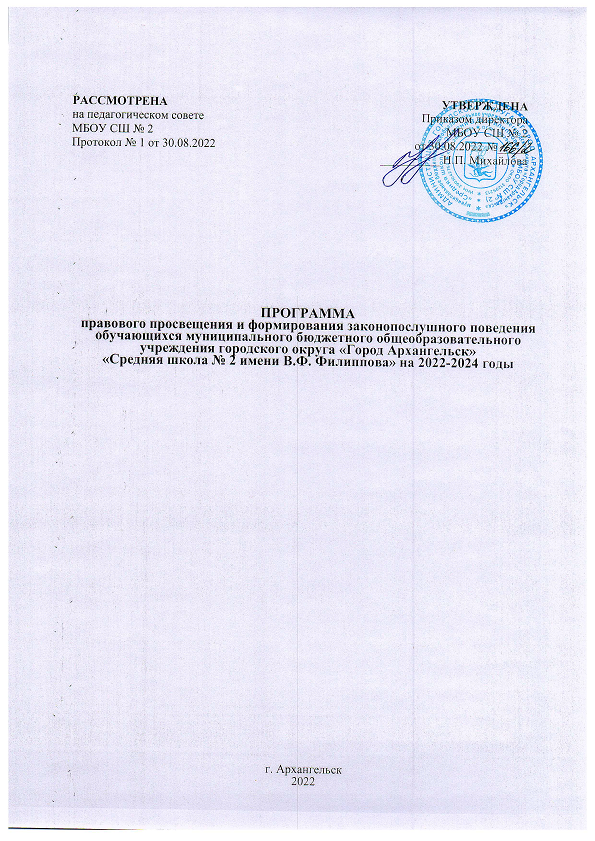 РАССМОТРЕНА
на педагогическом совете
МБОУ СШ № 2
Протокол № 1 от 30.08.2022
УТВЕРЖДЕНА
Приказом директора
МБОУ СШ № 2
от 30.08.2022 №
Н.П. Михайлова
ПРОГРАММА
правового просвещения и формирования законопослушного поведения
обучающихся муниципального бюджетного общеобразовательного
учреждения городского округа «Город Архангельск»
«Средняя школа № 2 имени В.Ф. Филиппова» на 2022-2024 годы
г. Архангельск
2022